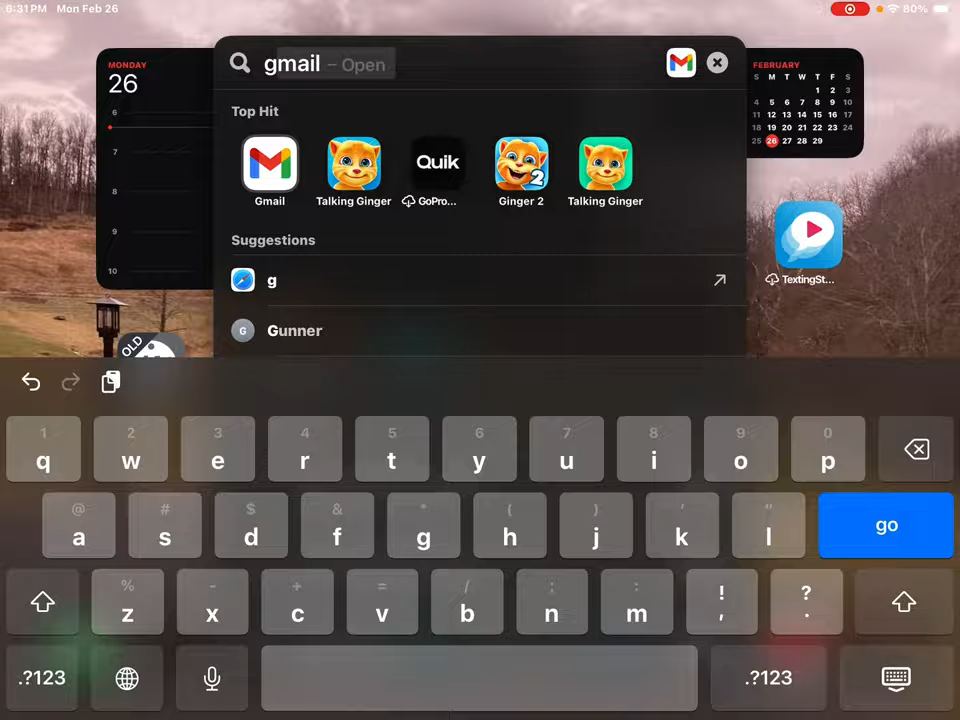 6:31PM Mon Feb 26
80%
MONDAY
26
6
7
8
9
10
gmail – Open
FEBRUARY
S M T W T F S
1 2 3
4 5 6 7 8 9 10
11 12 13 14 15 16 17
18 19 20 21 22 23 24
25 26 27 28 29
Top Hit
Quik
2
Gmail
Talking Ginger
GoPro...
Ginger 2
Talking Ginger
Suggestions
g
G
Gunner
TextingSt...
OLD
1 2 3 4 5 6 7 8 9 0
q w e r t y u i o p
@ # $ & * ( ) ' "
a s d f g h j k l go
% - + = / ; : ! ?
z x c v b n m , .
.?123 .?123